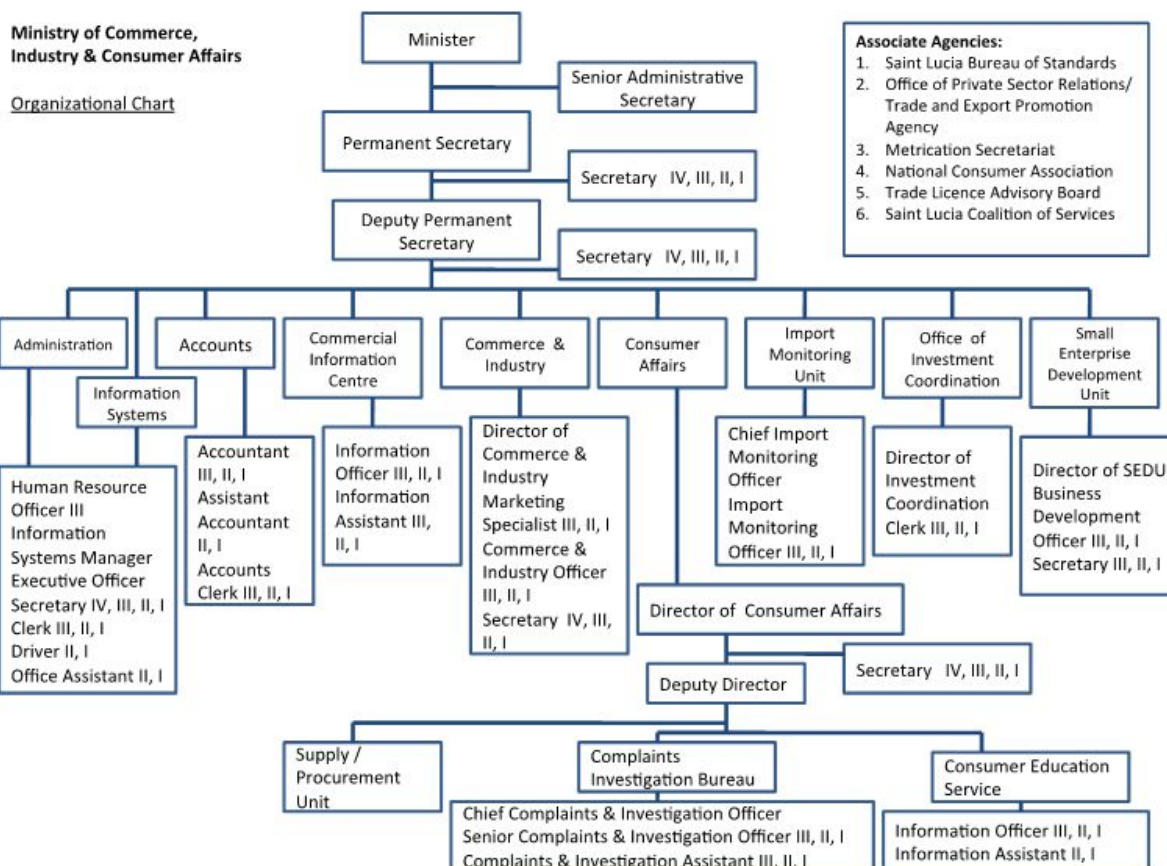 Ministry of Commerce,
Industry & Consumer Affairs
Organizational Chart
Minister
Senior Administrative
Secretary
Permanent Secretary
Secretary IV, III, II, I
Deputy Permanent
Secretary
Secretary IV, III, II, I
Associate Agencies:
1. Saint Lucia Bureau of Standards
2. Office of Private Sector Relations/
Trade and Export Promotion
Agency
3. Metrication Secretariat
4. National Consumer Association
5. Trade Licence Advisory Board
6. Saint Lucia Coalition of Services
Administration
Information
Systems
Accounts
Commercial
Information
Centre
Commerce &
Industry
Consumer
Affairs
Import
Monitoring
Unit
Office of
Investment
Coordination
Small
Enterprise
Development
Unit
Human Resource
Officer III
Information
Systems Manager
Executive Officer
Secretary IV, III, II, I
Clerk III, II, I
Driver II, I
Office Assistant II, I
Accountant
III, II, I
Assistant
Accountant
II, I
Accounts
Clerk III, II, I
Information
Officer III, II, I
Information
Assistant III,
II, I
Director of
Commerce &
Industry
Marketing
Specialist III, II, I
Commerce &
Industry Officer
III, II, I
Secretary IV, III,
II, I
Chief Import
Monitoring
Officer
Import
Monitoring
Officer III, II, I
Director of
Investment
Coordination
Clerk III, II, I
Director of SEDU
Business
Development
Officer III, II, I
Secretary III, II, I
Director of Consumer Affairs
Secretary IV, III, II, I
Deputy Director
Supply /
Procurement
Unit
Complaints
Investigation Bureau
Consumer Education
Service
Chief Complaints & Investigation Officer
Senior Complaints & Investigation Officer III, II, I
Complaints & Investigation Assistant III, II, I
Information Officer III, II, I
Information Assistant II, I